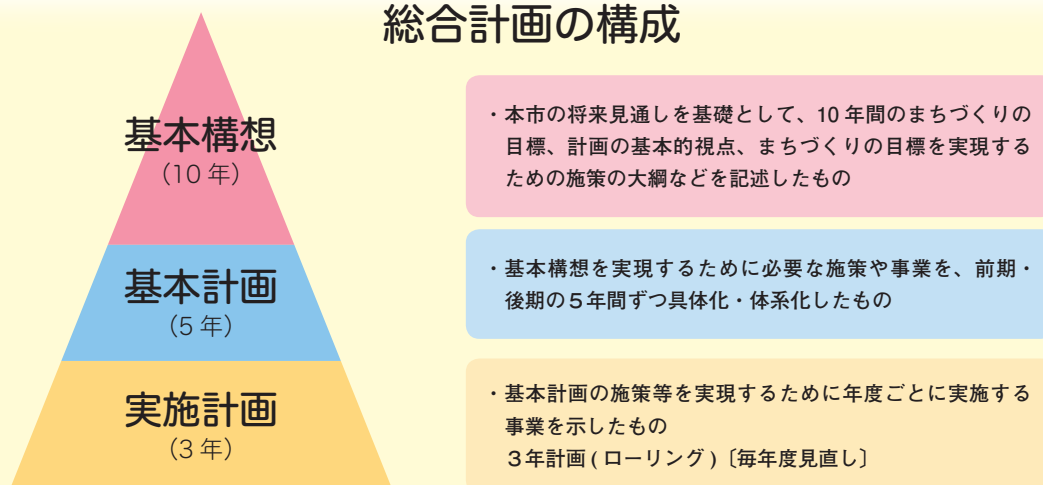 総合計画の構成
基本構想
（10 年）
・本市の将来見通しを基礎として、10 年間のまちづくりの
目標、計画の基本的視点、まちづくりの目標を実現する
ための施策の大綱などを記述したもの
基本計画
（5 年）
・基本構想を実現するために必要な施策や事業を、前期・
後期の５年間ずつ具体化・体系化したもの
実施計画
（3 年）
・基本計画の施策等を実現するために年度ごとに実施する
事業を示したもの
３年計画 ( ローリング )〔毎年度見直し〕